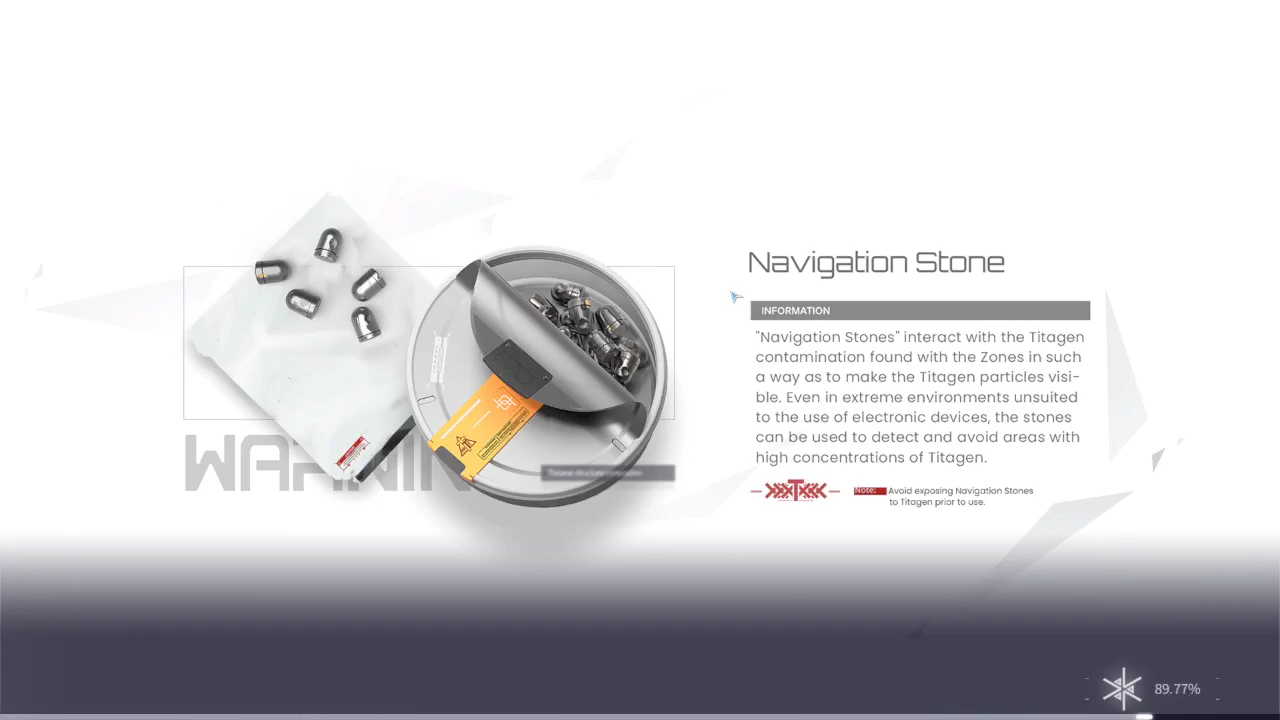 Navigation Stone
INFORMATION
"Navigation Stones" interact with the Titagen
contamination found with the Zones in such
a way as to make the Titagen particles visi-
ble. Even in extreme environments unsuited
to the use of electronic devices, the stones
can be used to detect and avoid areas with
high concentrations of Titagen.
Note: Avoid exposing Navigation Stones
to Titagen prior to use.
89.77%